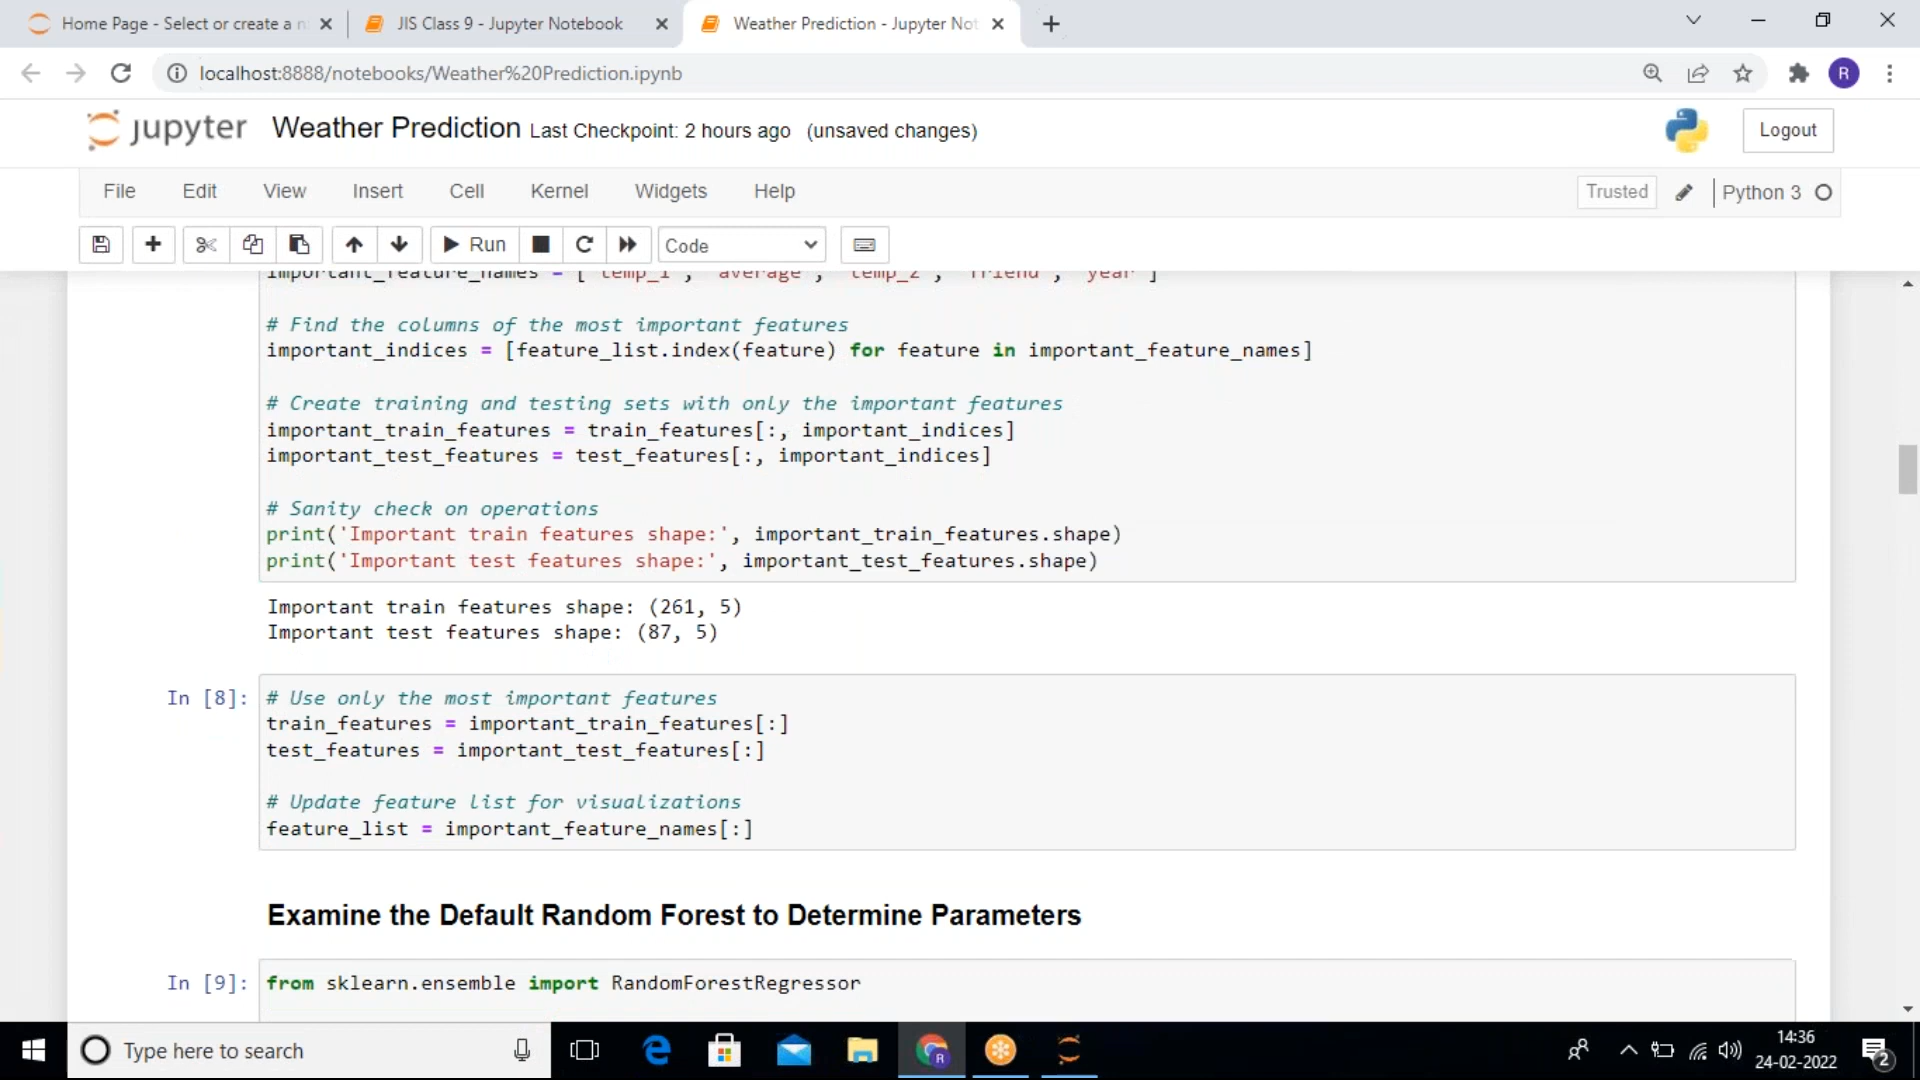 Home Page - Select or create a n
JIS Class 9 - Jupyter Notebook
Weather Prediction - Jupyter Not
localhost:8888/notebooks/Weather%20Prediction.ipynb
R
jupyter Weather Prediction Last Checkpoint: 2 hours ago (unsaved changes)
Logout
File Edit View Insert Cell Kernel Widgets Help
Trusted Python 3
Run Code
important_feature_names = ['temp_1', 'average', 'temp_2', 'friend', 'year']
# Find the columns of the most important features
important_indices = [feature_list.index(feature) for feature in important_feature_names]
# Create training and testing sets with only the important features
important_train_features = train_features[:, important_indices]
important_test_features = test_features[:, important_indices]
# Sanity check on operations
print('Important train features shape:', important_train_features.shape)
print('Important test features shape:', important_test_features.shape)
Important train features shape: (261, 5)
Important test features shape: (87, 5)
In [8]: # Use only the most important features
train_features = important_train_features[:]
test_features = important_test_features[:]
# Update feature list for visualizations
feature_list = important_feature_names[:]
Examine the Default Random Forest to Determine Parameters
In [9]: from sklearn.ensemble import RandomForestRegressor
Type here to search
R
14:36
24-02-2022
2